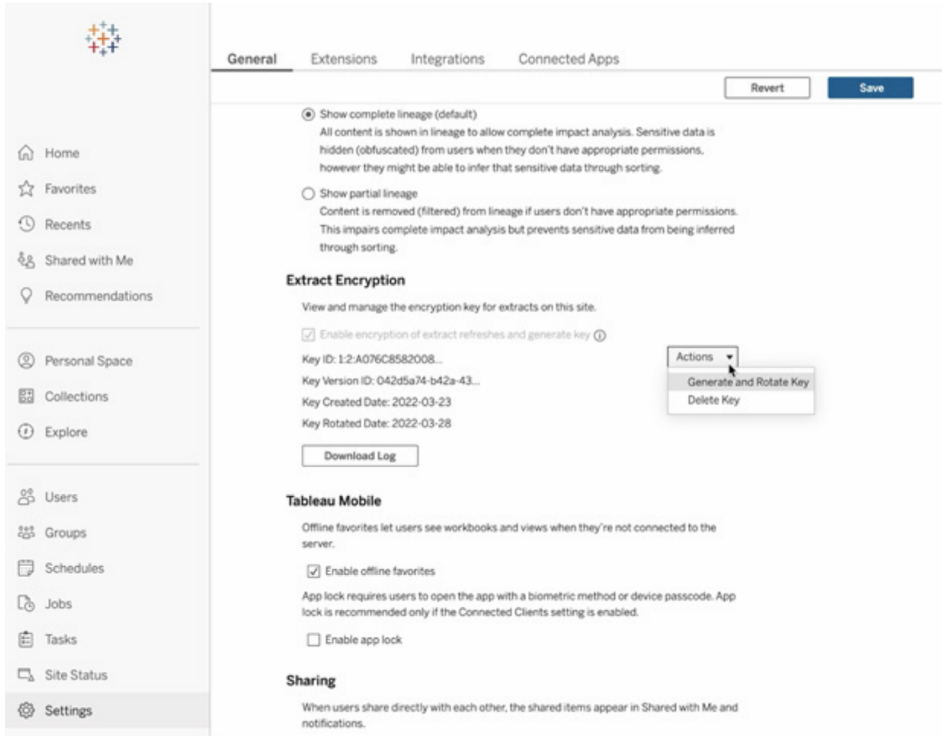 General
Extensions
Integrations
Connected Apps
Revert
Save
Home
Favorites
Recents
Shared with Me
Recommendations
Personal Space
Collections
Explore
Users
Groups
Schedules
Jobs
Tasks
Site Status
Settings
Show complete lineage (default)
All content is shown in lineage to allow complete impact analysis. Sensitive data is
hidden (obfuscated) from users when they don't have appropriate permissions,
however they might be able to infer that sensitive data through sorting.
Show partial lineage
Content is removed (filtered) from lineage if users don't have appropriate permissions.
This impairs complete impact analysis but prevents sensitive data from being inferred
through sorting.
Extract Encryption
View and manage the encryption key for extracts on this site.
Enable encryption of extract refreshes and generate key
Key ID: 1:2:A076C8582008...
Key Version ID: 042d5a74-b42a-43...
Key Created Date: 2022-03-23
Key Rotated Date: 2022-03-28
Actions
Generate and Rotate Key
Delete Key
Download Log
Tableau Mobile
Offline favorites let users see workbooks and views when they're not connected to the
server.
Enable offline favorites
App lock requires users to open the app with a biometric method or device passcode. App
lock is recommended only if the Connected Clients setting is enabled.
Enable app lock
Sharing
When users share directly with each other, the shared items appear in Shared with Me and
notifications.